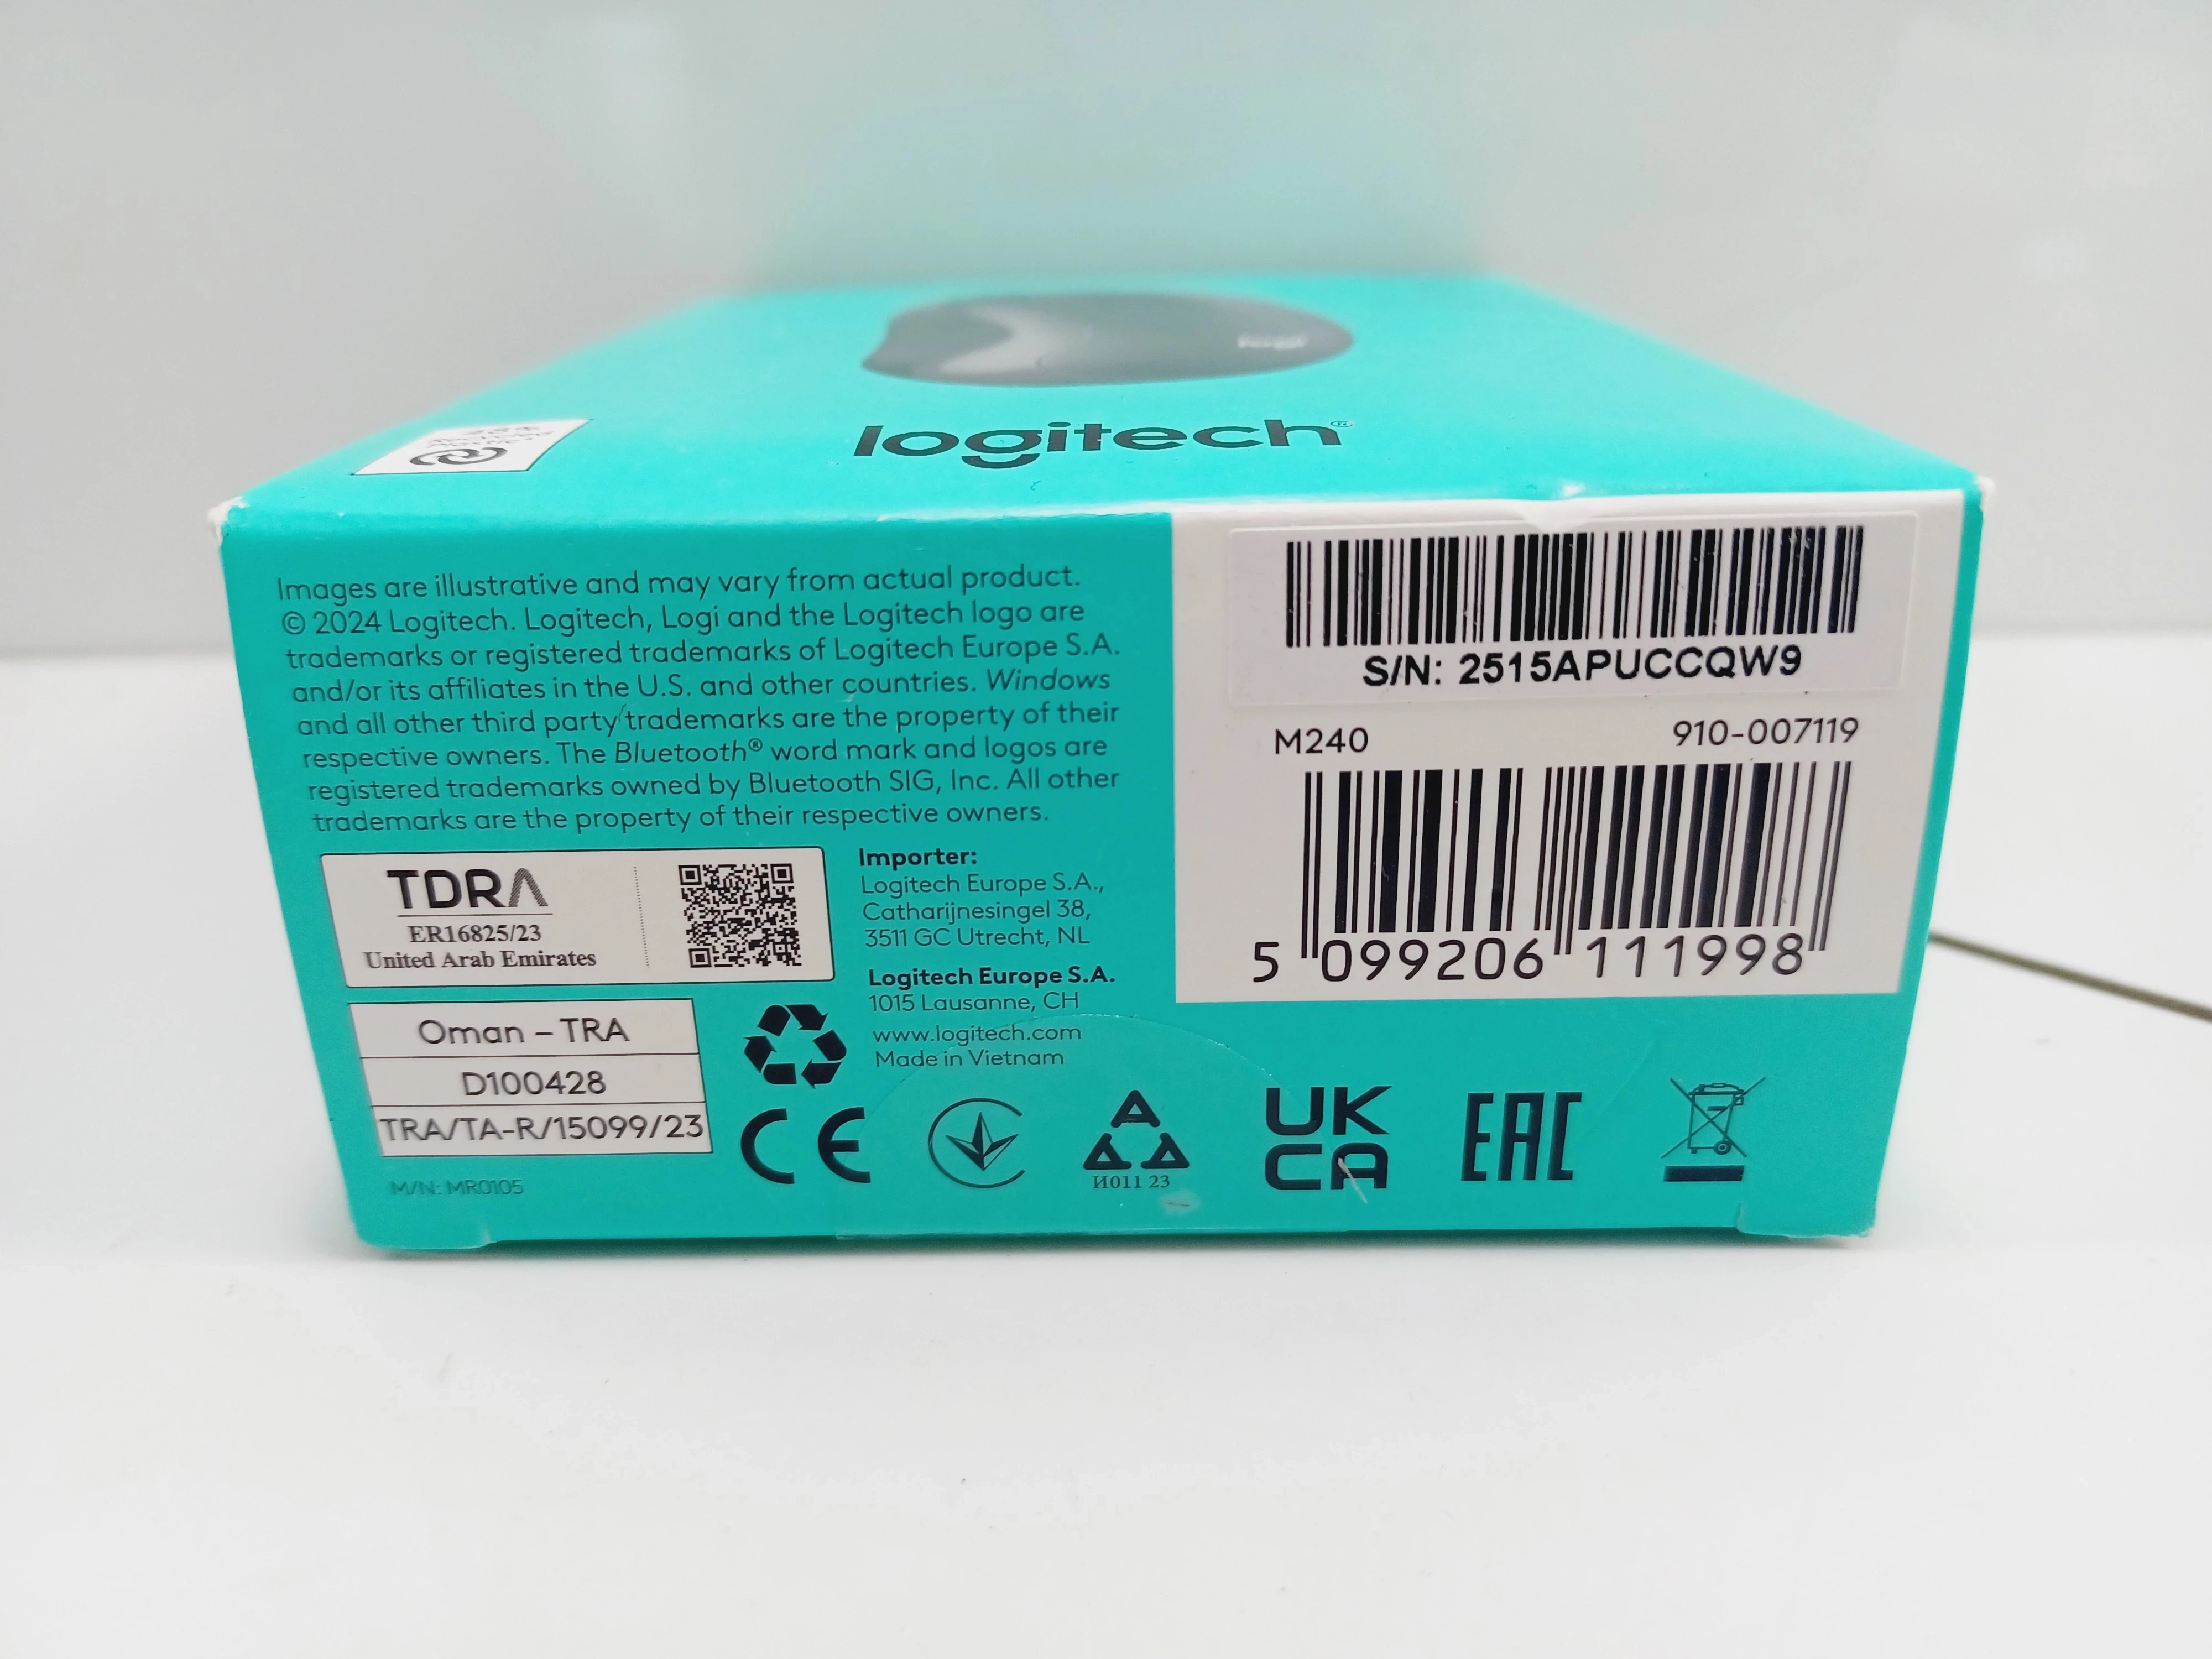 logitech
Images are illustrative and may vary from actual product.
© 2024 Logitech. Logitech, Logi and the Logitech logo are
trademarks or registered trademarks of Logitech Europe S.A.
and/or its affiliates in the U.S. and other countries. Windows
and all other third party trademarks are the property of their
respective owners. The Bluetooth® word mark and logos are
registered trademarks owned by Bluetooth SIG, Inc. All other
trademarks are the property of their respective owners.
TDRA
ER16825/23
United Arab Emirates
Oman – TRA
D100428
TRA/TA-R/15099/23
M/N: MR0105
Importer:
Logitech Europe S.A.,
Catharijnesingel 38,
3511 GC Utrecht, NL
Logitech Europe S.A.
1015 Lausanne, CH
www.logitech.com
Made in Vietnam
CE
И011 23
UK
CA
EAC
S/N: 2515APUCCQW9
M240 910-007119
5 099206 111998